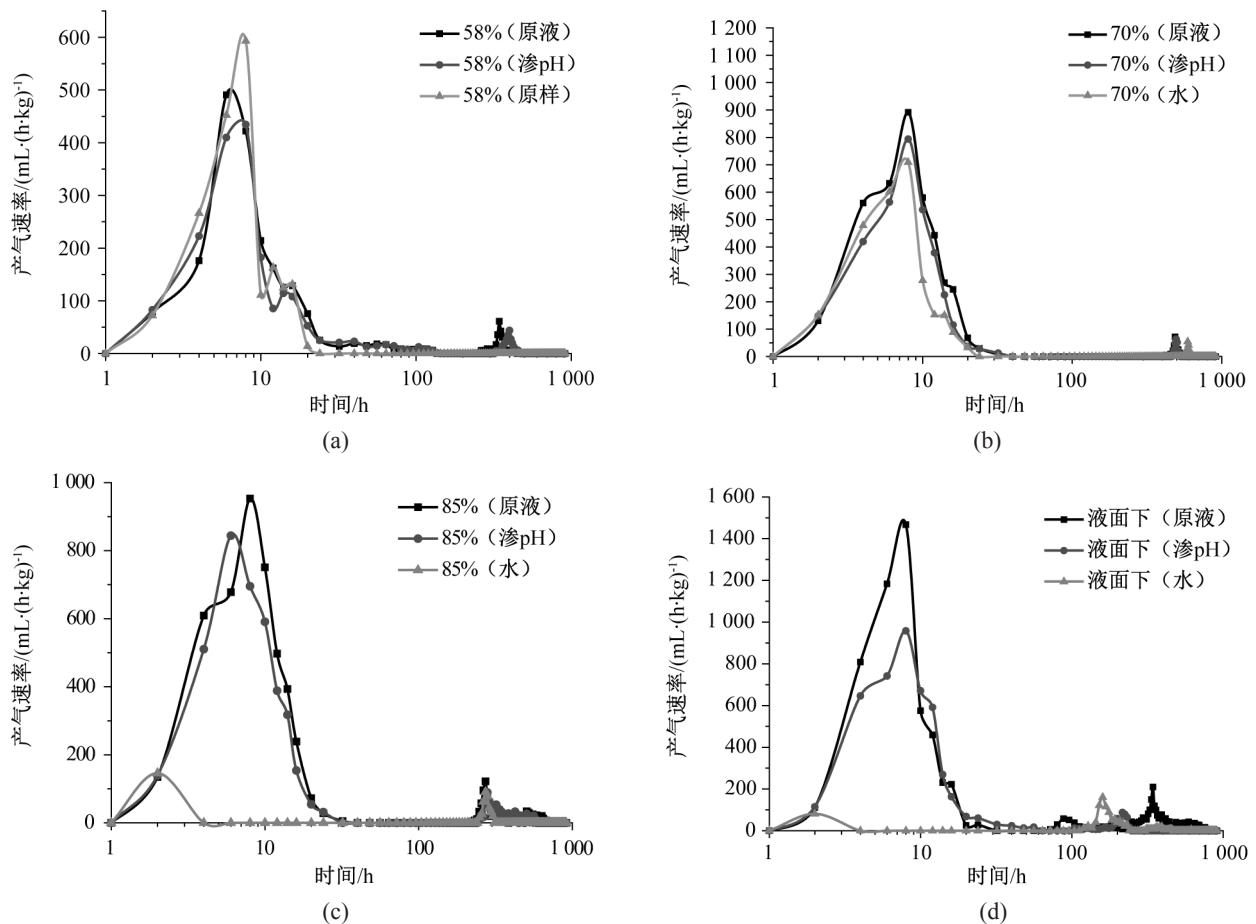 600
500
400
300
200
100
0
产气速率/(mL·(h·kg)⁻¹)
58%（原液）
58%（渗pH）
58%（原样）
1
10
100
1 000
时间/h
(a)
1 200
1 100
1 000
900
800
700
600
500
400
300
200
100
0
产气速率/(mL·(h·kg)⁻¹)
70%（原液）
70%（渗pH）
70%（水）
1
10
100
1 000
时间/h
(b)
1 000
800
600
400
200
0
产气速率/(mL·(h·kg)⁻¹)
85%（原液）
85%（渗pH）
85%（水）
1
10
100
1 000
时间/h
(c)
1 600
1 400
1 200
1 000
800
600
400
200
0
产气速率/(mL·(h·kg)⁻¹)
液面下（原液）
液面下（渗pH）
液面下（水）
1
10
100
1 000
时间/h
(d)